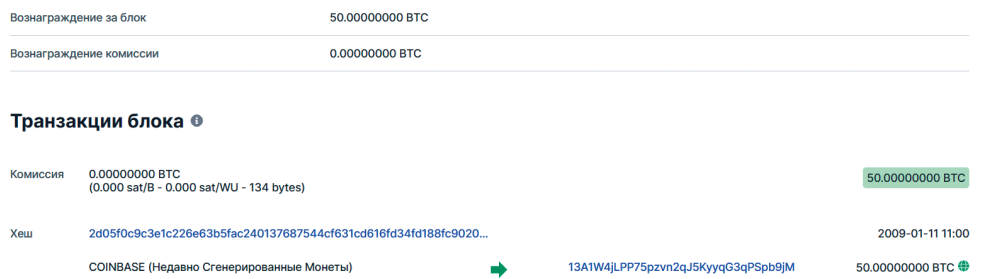 Вознаграждение за блок 50.00000000 BTC
Вознаграждение комиссии 0.00000000 BTC
Транзакции блока
Комиссия 0.00000000 BTC 50.00000000 BTC
(0.000 sat/B - 0.000 sat/WU - 134 bytes)
Хеш 2d05f0c9c3e1c226e63b5fac240137687544cf631cd616fd34fd188fc9020... 2009-01-11 11:00
COINBASE (Недавно Сгенерированные Монеты) 13A1W4jLPP75pzvn2qJ5KyyqG3qPSpb9jM 50.00000000 BTC